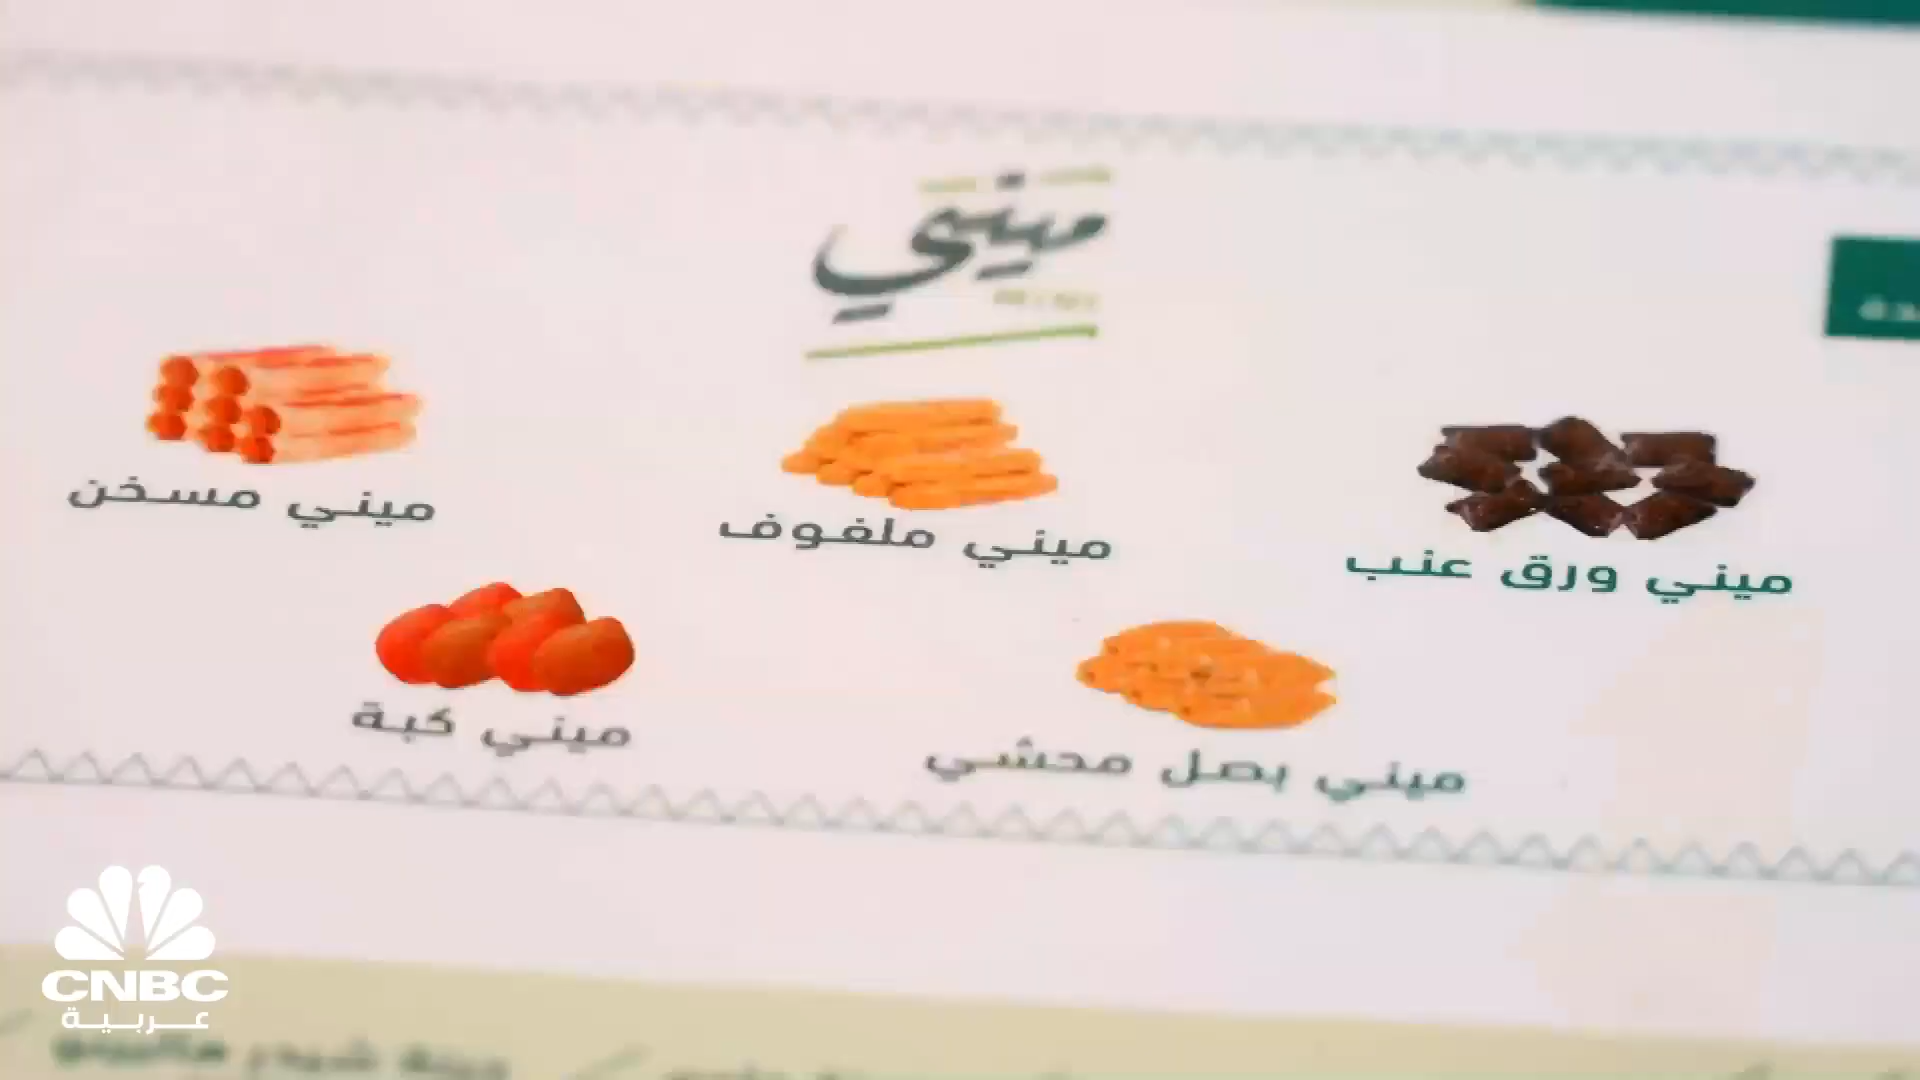 ميني
ميني ورق عنب
ميني ملفوف
ميني مسخن
ميني بصل محشي
ميني كبة
CNBC
عربية